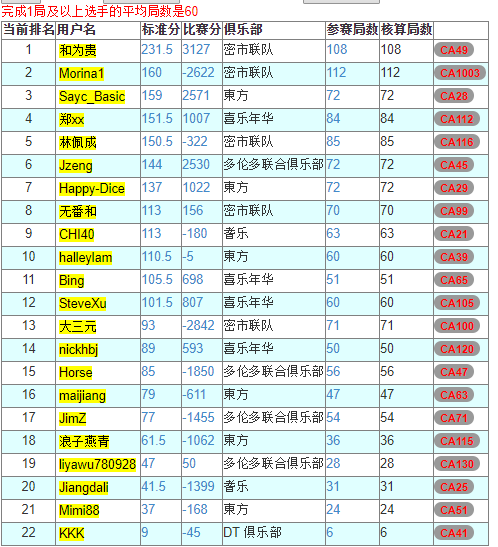 完成1局及以上选手的平均局数是60
当前排名 用户名 标准分 比赛分 俱乐部 参赛局数 核算局数
1 和为贵 231.5 3127 密市联队 108 108 CA49
2 Morina1 160 -2622 密市联队 112 112 CA1003
3 Sayc_Basic 159 2571 東方 72 72 CA28
4 郑xx 151.5 1007 喜乐年华 84 84 CA112
5 林佩成 150.5 -322 密市联队 85 85 CA116
6 Jzeng 144 2530 多伦多联合俱乐部 72 72 CA45
7 Happy-Dice 137 1022 東方 72 72 CA29
8 无番和 113 156 密市联队 70 70 CA99
9 CHI40 113 -180 耆乐 63 63 CA21
10 halleylam 110.5 -5 東方 60 60 CA39
11 Bing 105.5 698 喜乐年华 51 51 CA65
12 SteveXu 101.5 807 喜乐年华 60 60 CA105
13 大三元 93 -2842 密市联队 71 71 CA100
14 nickhbj 89 593 喜乐年华 50 50 CA120
15 Horse 85 -1850 多伦多联合俱乐部 56 56 CA47
16 maijiang 79 -611 東方 47 47 CA63
17 JimZ 77 -1455 多伦多联合俱乐部 54 54 CA71
18 浪子燕青 61.5 -1062 東方 36 36 CA115
19 liyawu780928 47 50 多伦多联合俱乐部 28 28 CA130
20 Jiangdali 41.5 -1399 耆乐 31 31 CA25
21 Mimi88 37 -168 東方 24 24 CA51
22 KKK 9 -45 DT 俱乐部 6 6 CA41